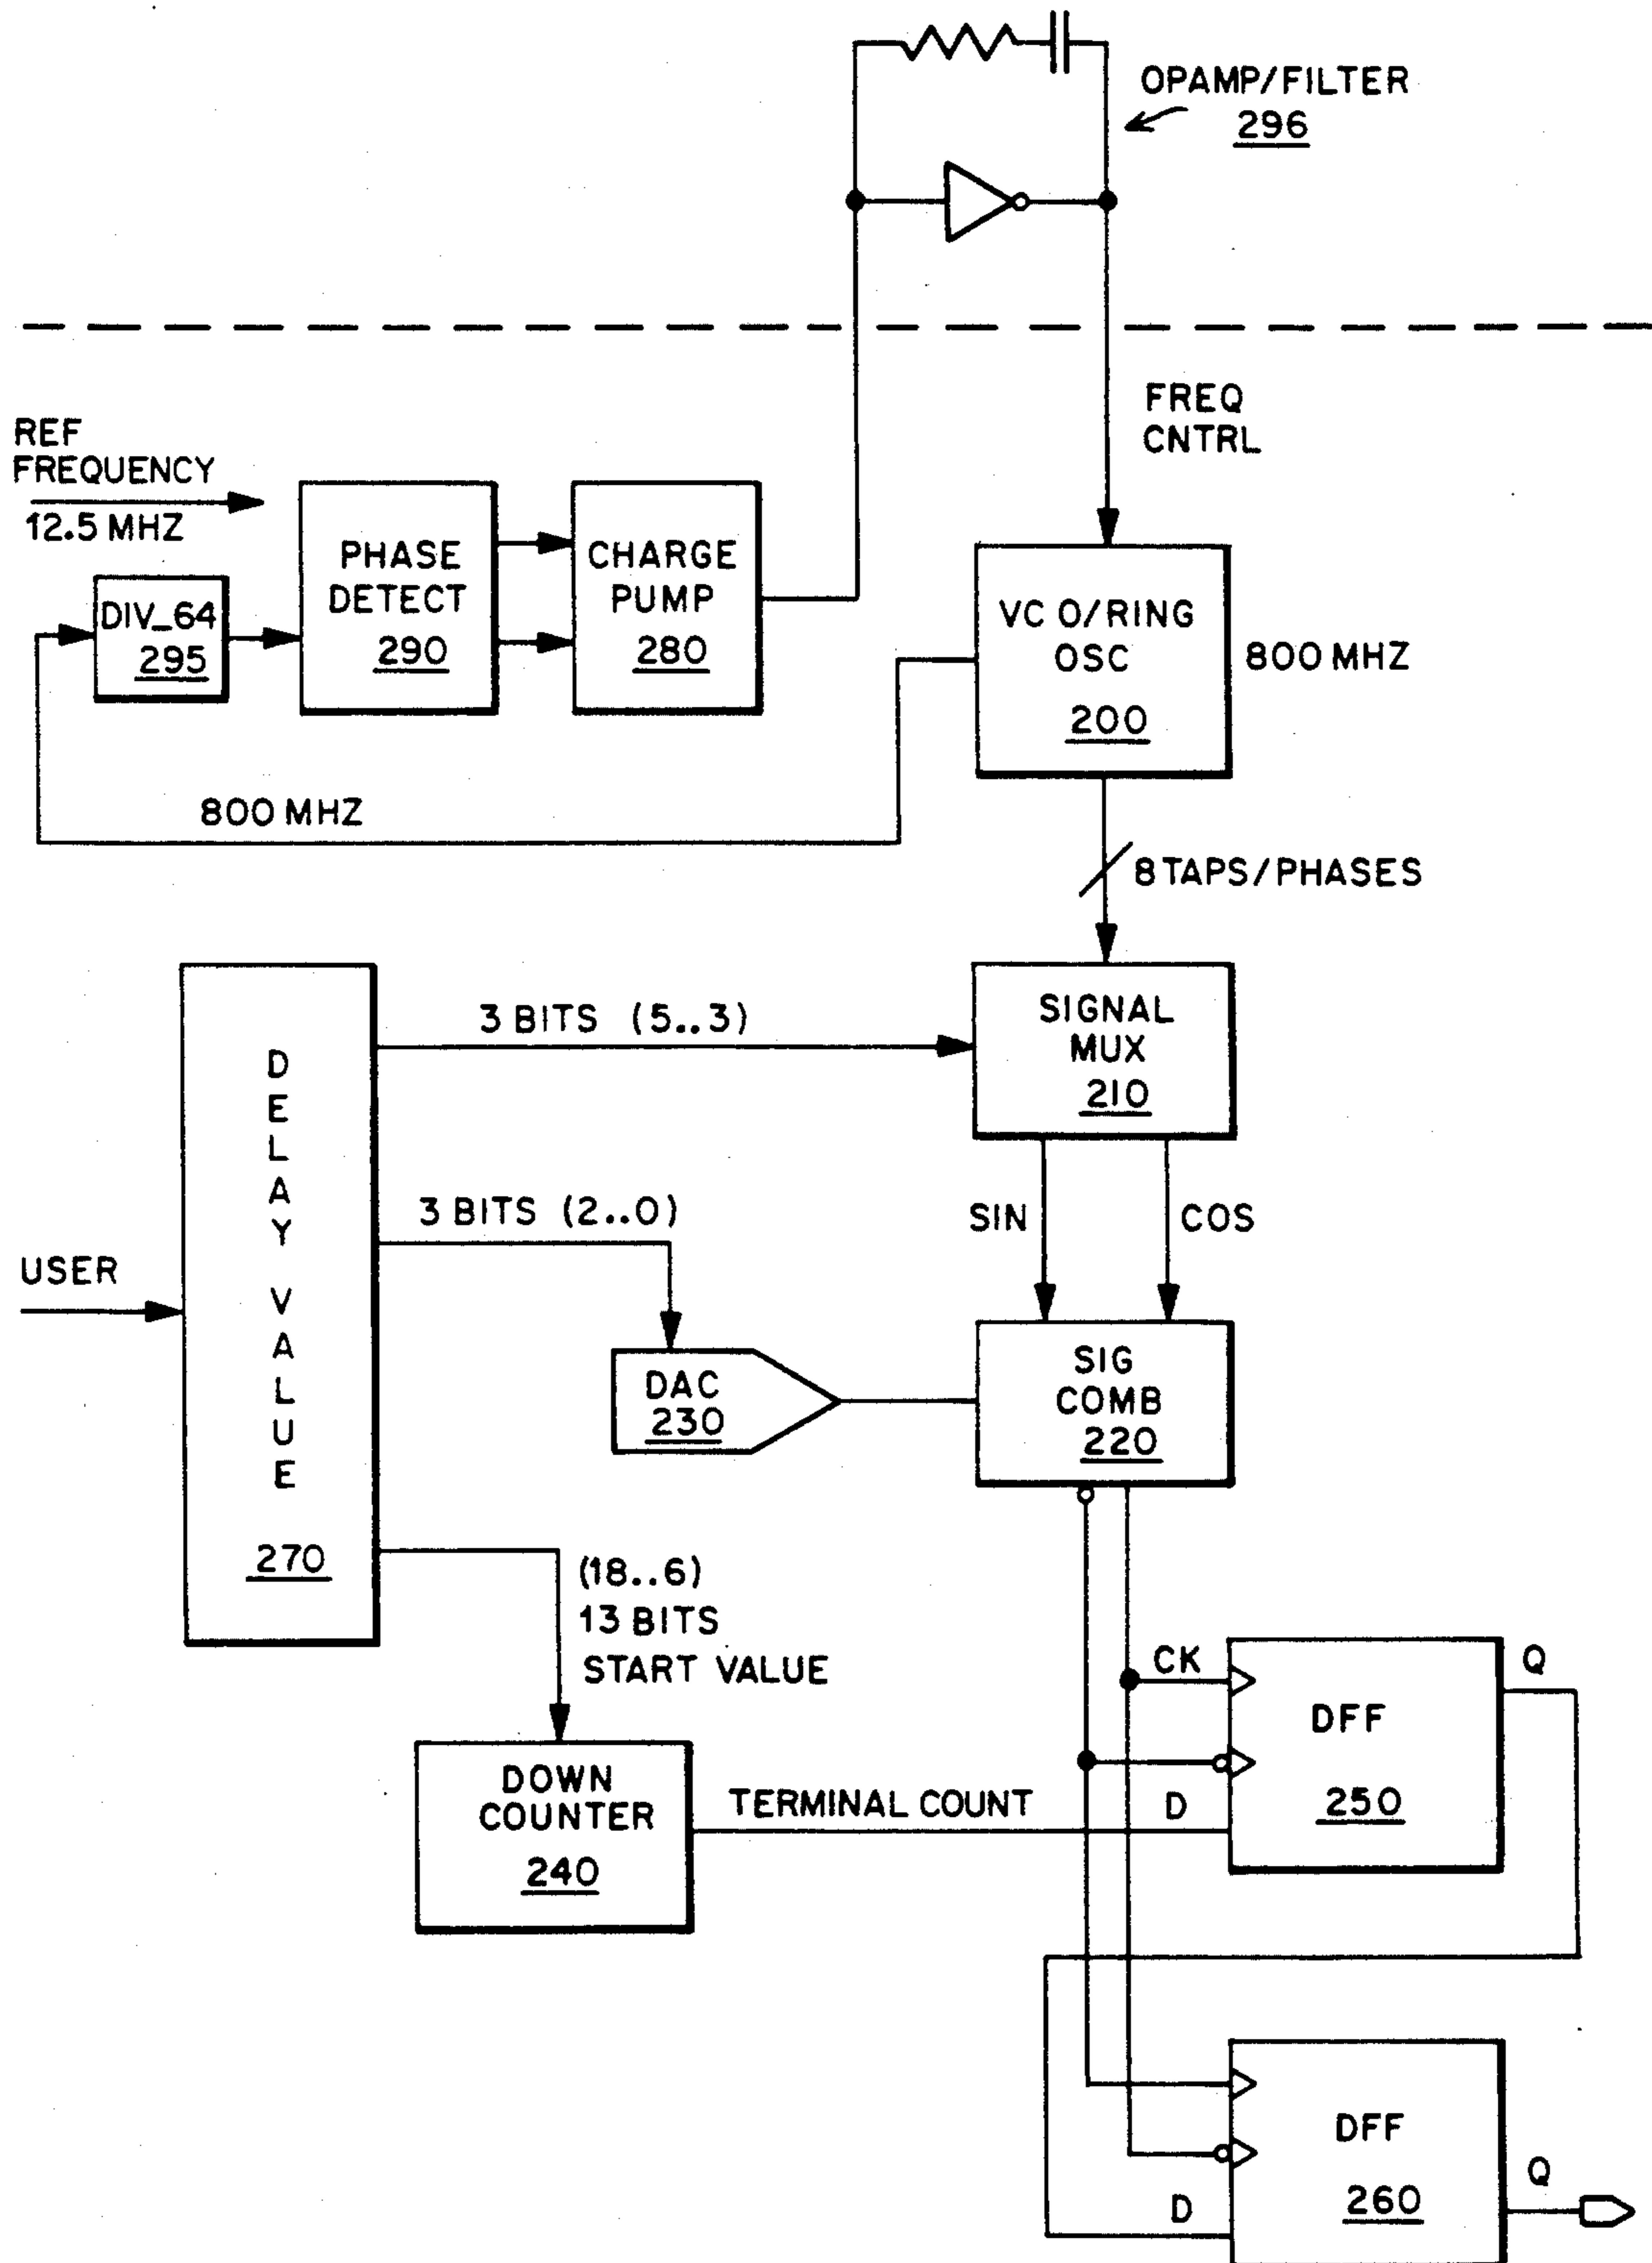 OPAMP/FILTER
296
FREQ
CNTRL
REF
FREQUENCY
12.5 MHZ
DIV_64
295
PHASE
DETECT
290
CHARGE
PUMP
280
VC O/RING
OSC
200
800 MHZ
800 MHZ
8 TAPS/PHASES
3 BITS (5..3)
SIGNAL
MUX
210
DELAY VALUE
270
3 BITS (2..0)
SIN
COS
USER
DAC
230
SIG
COMB
220
(18..6)
13 BITS
START VALUE
CK
Q
DFF
250
D
DOWN
COUNTER
240
TERMINAL COUNT
DFF
260
D
Q